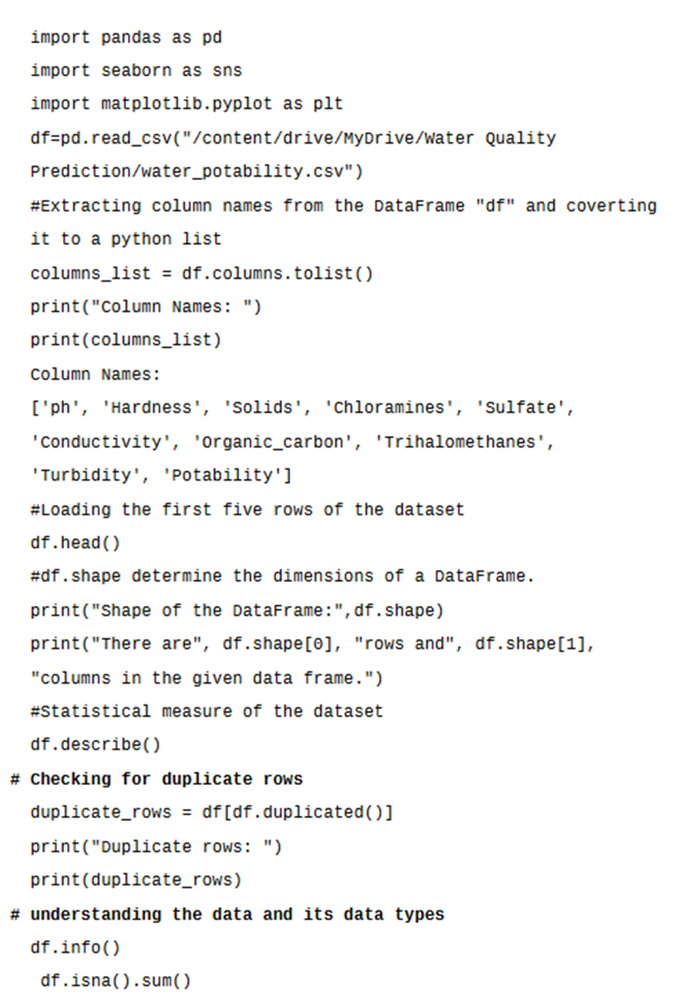 import pandas as pd
import seaborn as sns
import matplotlib.pyplot as plt
df=pd.read_csv("/content/drive/MyDrive/Water Quality
Prediction/water_potability.csv")
#Extracting column names from the DataFrame "df" and coverting
it to a python list
columns_list = df.columns.tolist()
print("Column Names: ")
print(columns_list)
Column Names:
['ph', 'Hardness', 'Solids', 'Chloramines', 'Sulfate',
'Conductivity', 'Organic_carbon', 'Trihalomethanes',
'Turbidity', 'Potability']
#Loading the first five rows of the dataset
df.head()
#df.shape determine the dimensions of a DataFrame.
print("Shape of the DataFrame:",df.shape)
print("There are", df.shape[0], "rows and", df.shape[1],
"columns in the given data frame.")
#Statistical measure of the dataset
df.describe()
# Checking for duplicate rows
duplicate_rows = df[df.duplicated()]
print("Duplicate rows: ")
print(duplicate_rows)
# understanding the data and its data types
df.info()
df.isna().sum()